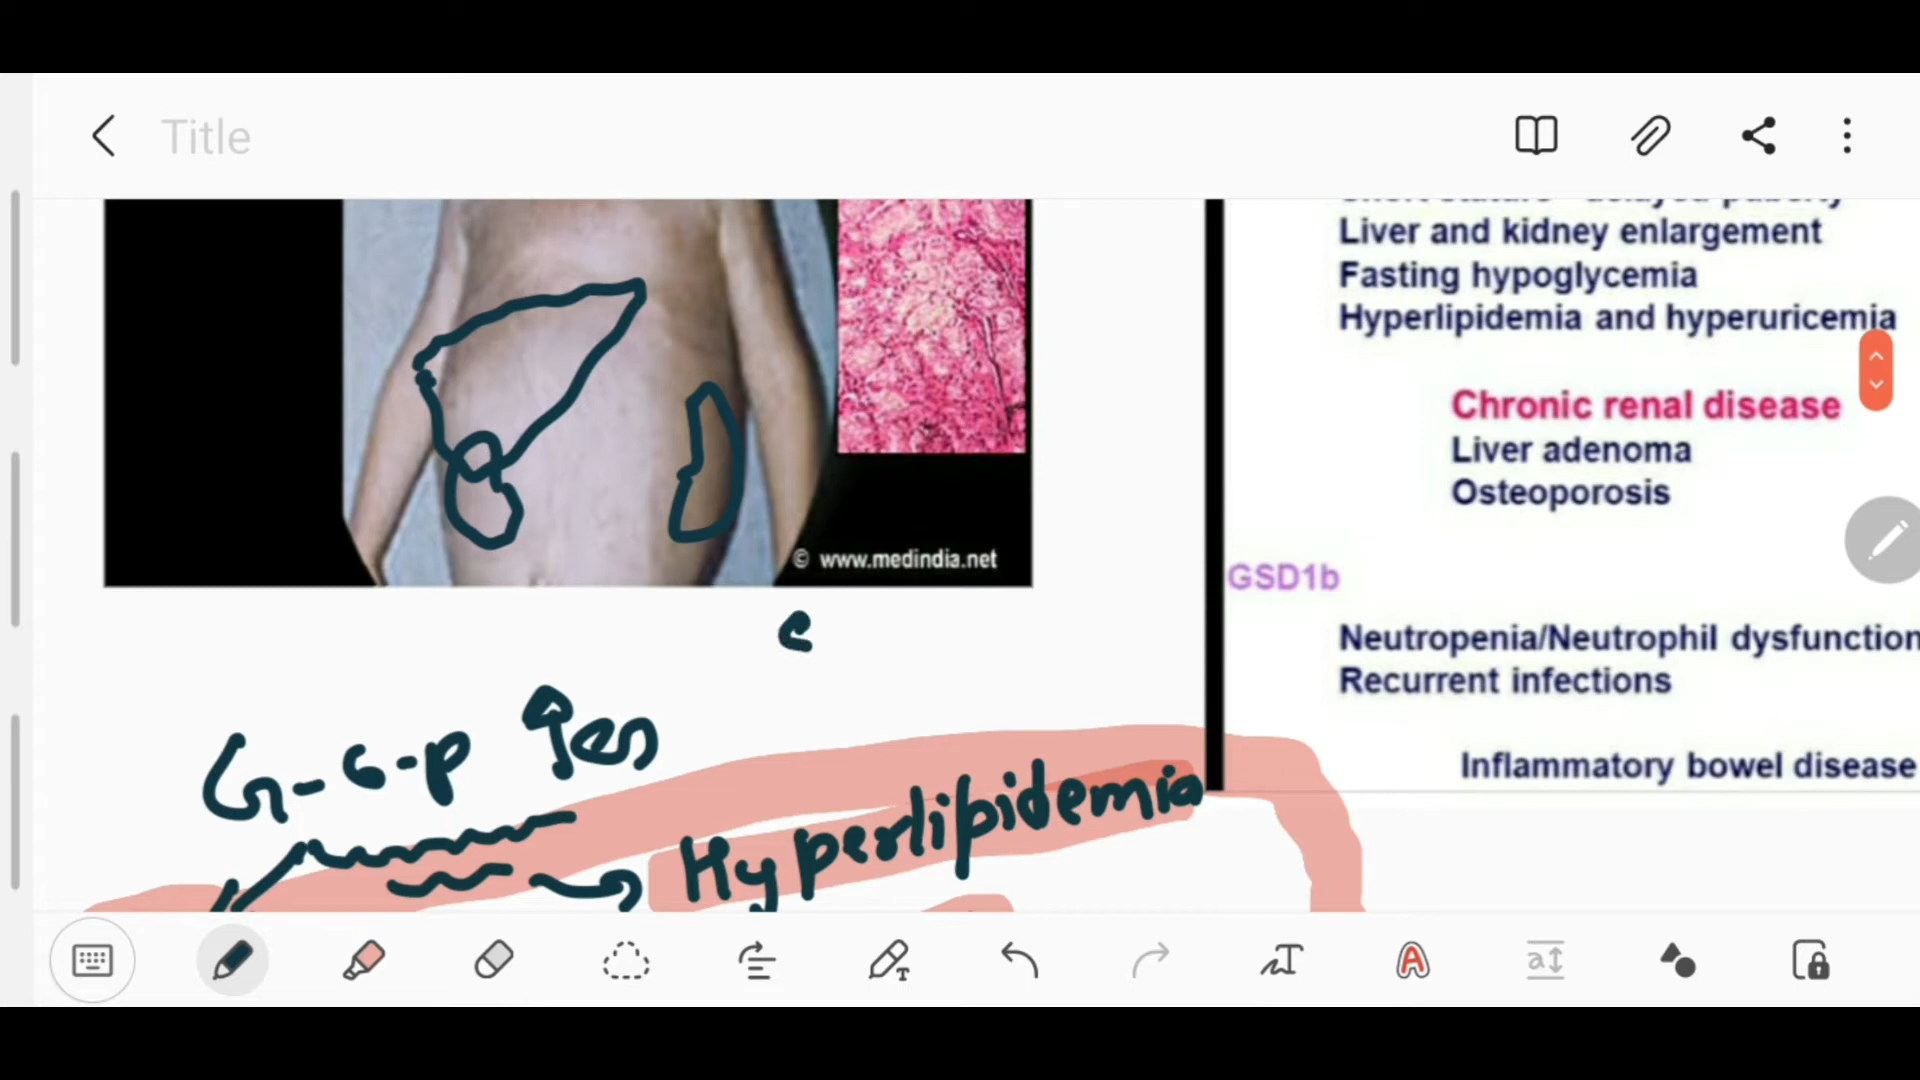 Title
Liver and kidney enlargement
Fasting hypoglycemia
Hyperlipidemia and hyperuricemia
Chronic renal disease
Liver adenoma
Osteoporosis
© www.medindia.net
GSD1b
Neutropenia/Neutrophil dysfunction
Recurrent infections
Inflammatory bowel disease
e
G-6-p ↑es
Hyperlipidemia